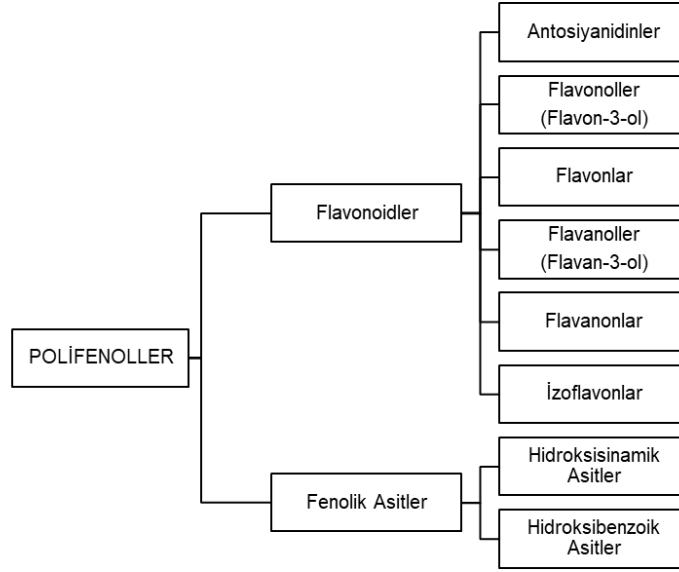 POLİFENOLLER
Flavonoidler
Antosiyanidinler
Flavonoller
(Flavon-3-ol)
Flavonlar
Flavanoller
(Flavan-3-ol)
Flavanonlar
İzoflavonlar
Fenolik Asitler
Hidroksisinamik
Asitler
Hidroksibenzoik
Asitler